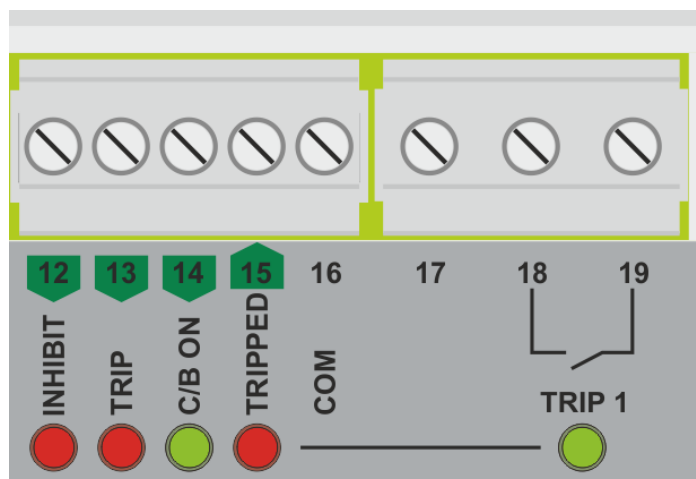 12 13 14 15 16 17 18 19
INHIBIT
TRIP
C/B ON
TRIPPED
COM
TRIP 1